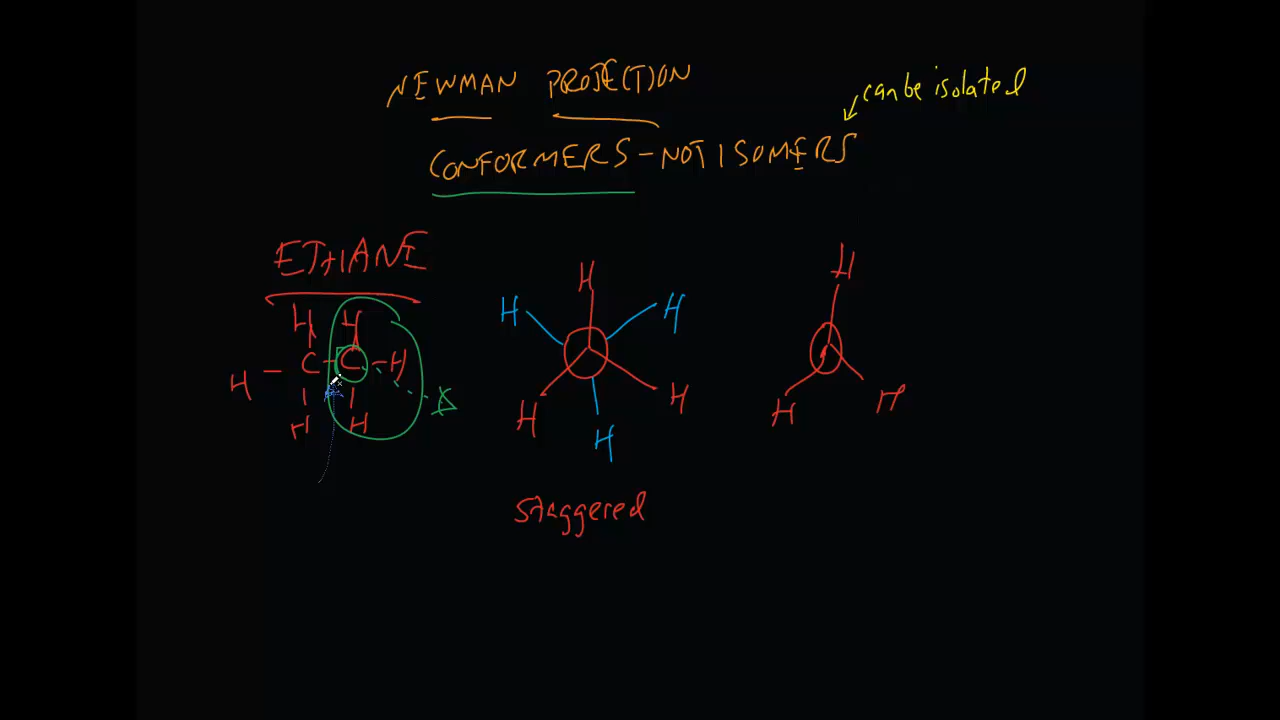 NEWMAN PROJECTION
can be isolated
CONFORMERS - NOT ISOMERS
ETHANE
H H
H - C - C - H
H H
H
H H
H H
H
H
H H
staggered